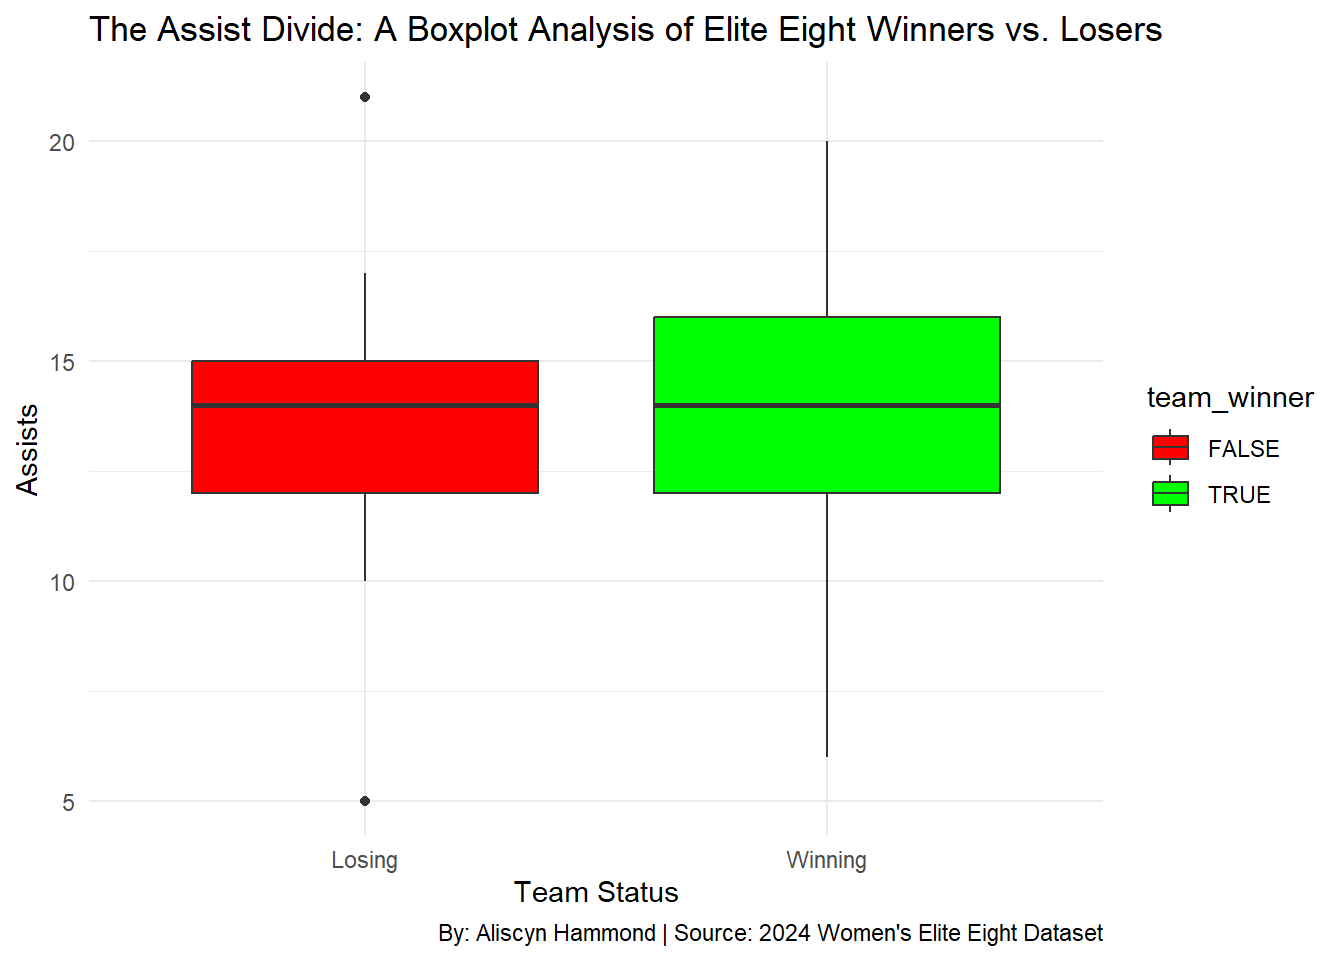 The Assist Divide: A Boxplot Analysis of Elite Eight Winners vs. Losers
20
15
10
5
Assists
Losing
Winning
Team Status
team_winner
FALSE
TRUE
By: Aliscyn Hammond | Source: 2024 Women's Elite Eight Dataset